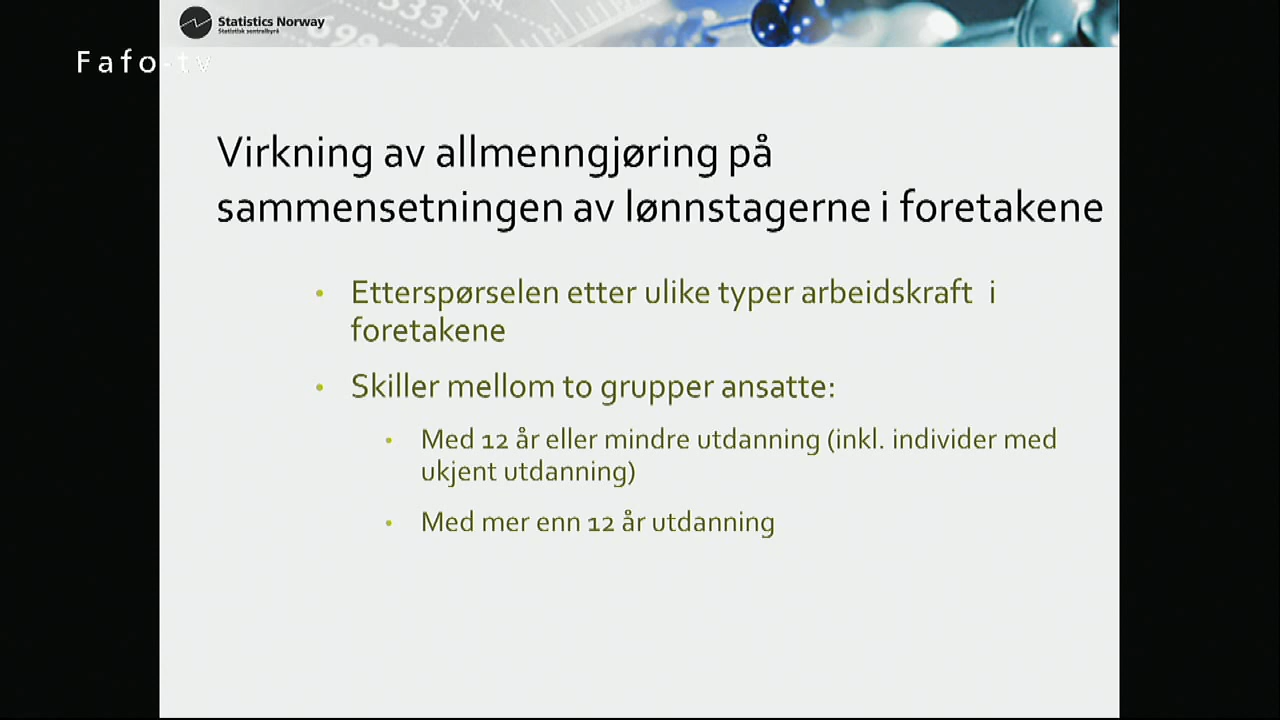 Statistics Norway
Statistisk sentralbyrå
Fafo-tv
Virkning av allmenngjøring på
sammensetningen av lønnstagerne i foretakene
• Etterspørselen etter ulike typer arbeidskraft i
foretakene
• Skiller mellom to grupper ansatte:
• Med 12 år eller mindre utdanning (inkl. individer med
ukjent utdanning)
• Med mer enn 12 år utdanning